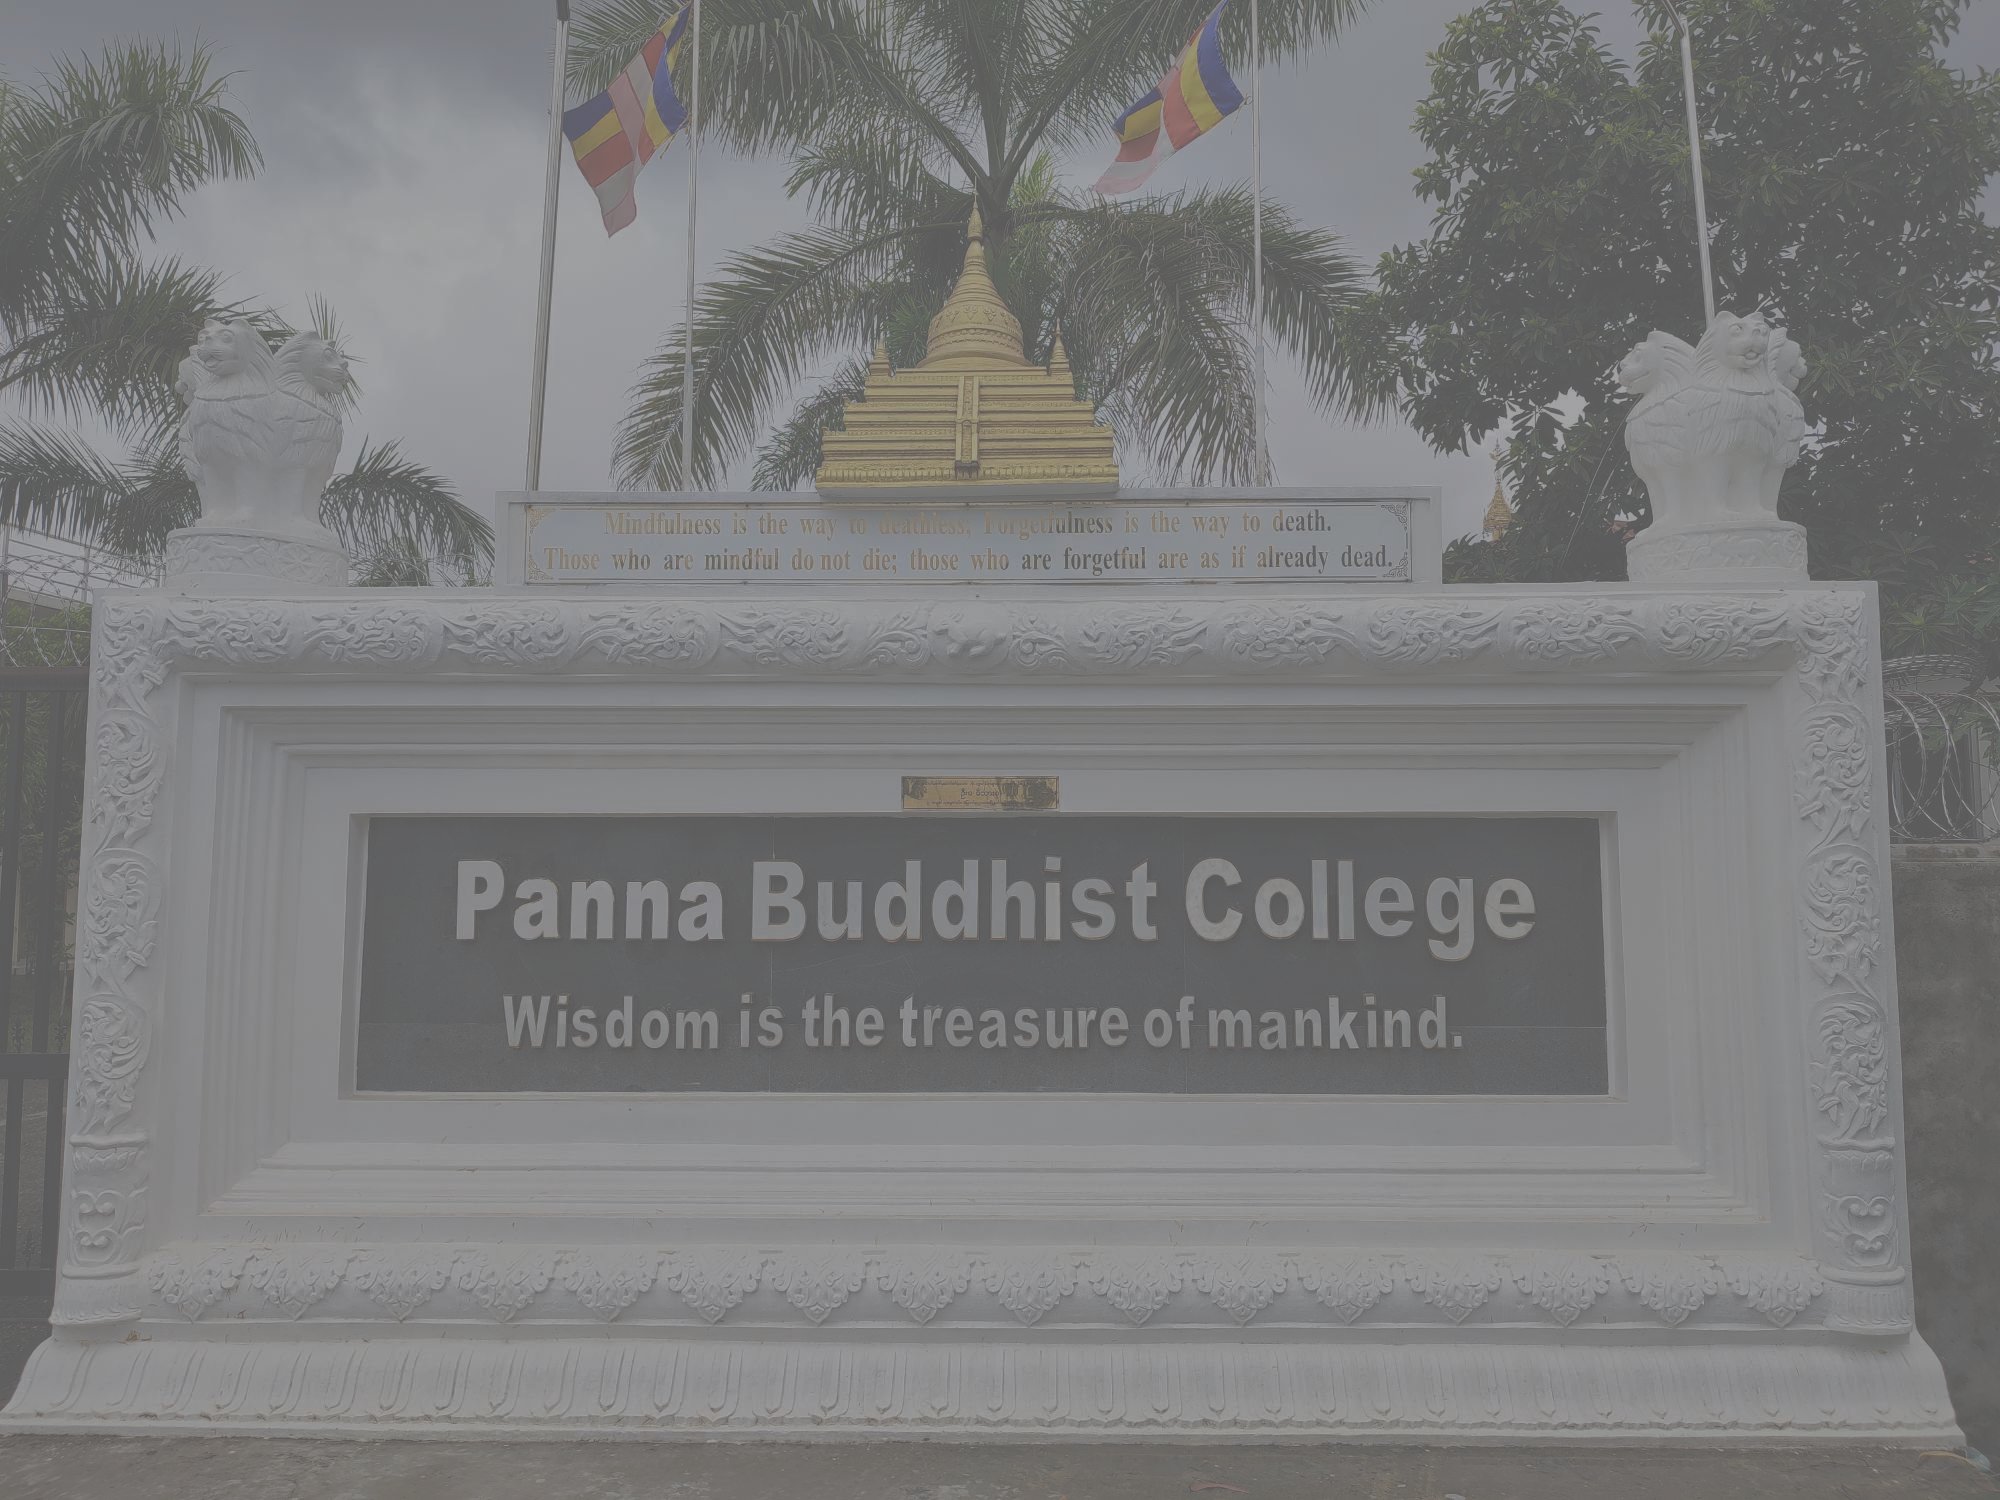 Mindfulness is the way to deathless, Forgetfulness is the way to death.
Those who are mindful do not die; those who are forgetful are as if already dead.
Panna Buddhist College
Wisdom is the treasure of mankind.